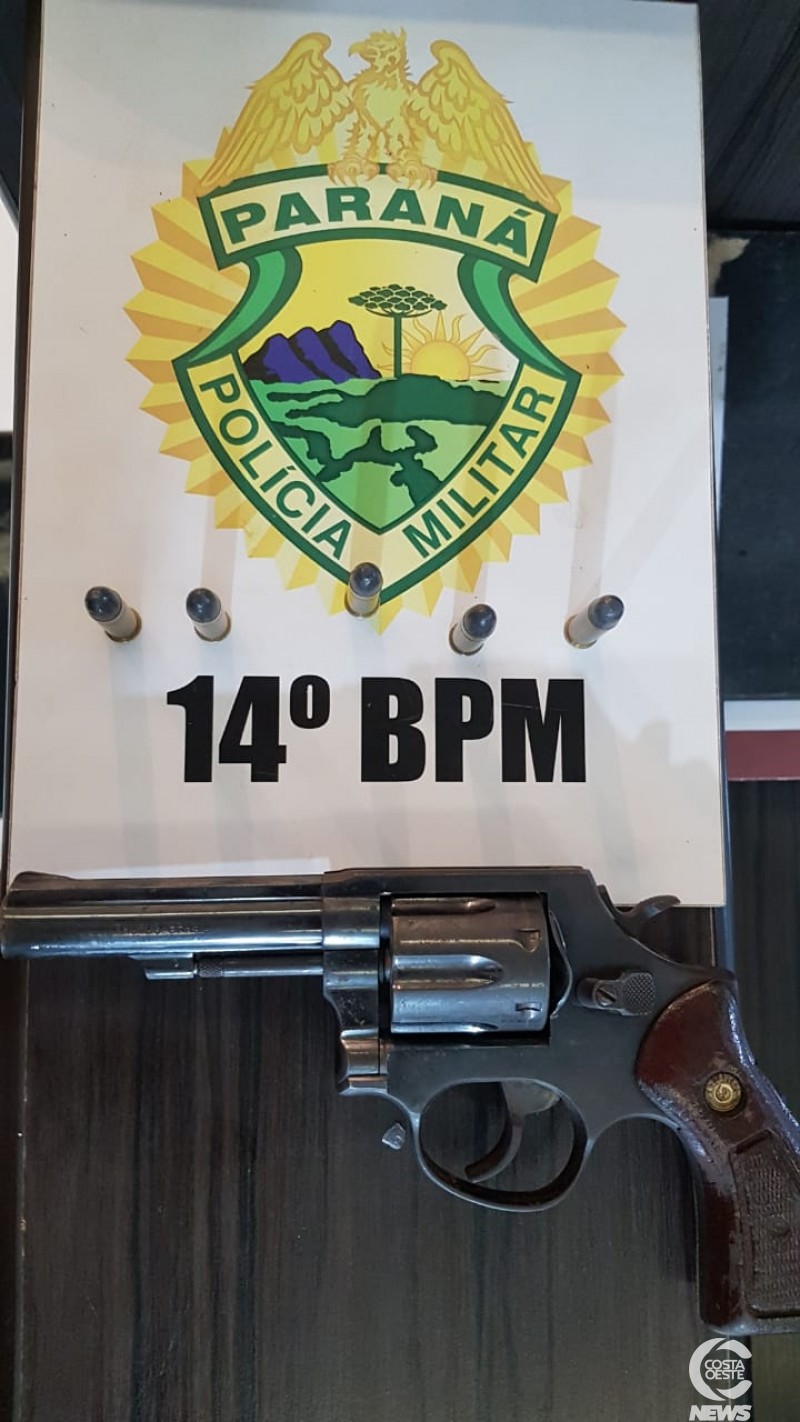 PARANÁ
POLÍCIA MILITAR
14º BPM
COSTA
OESTE
NEWS